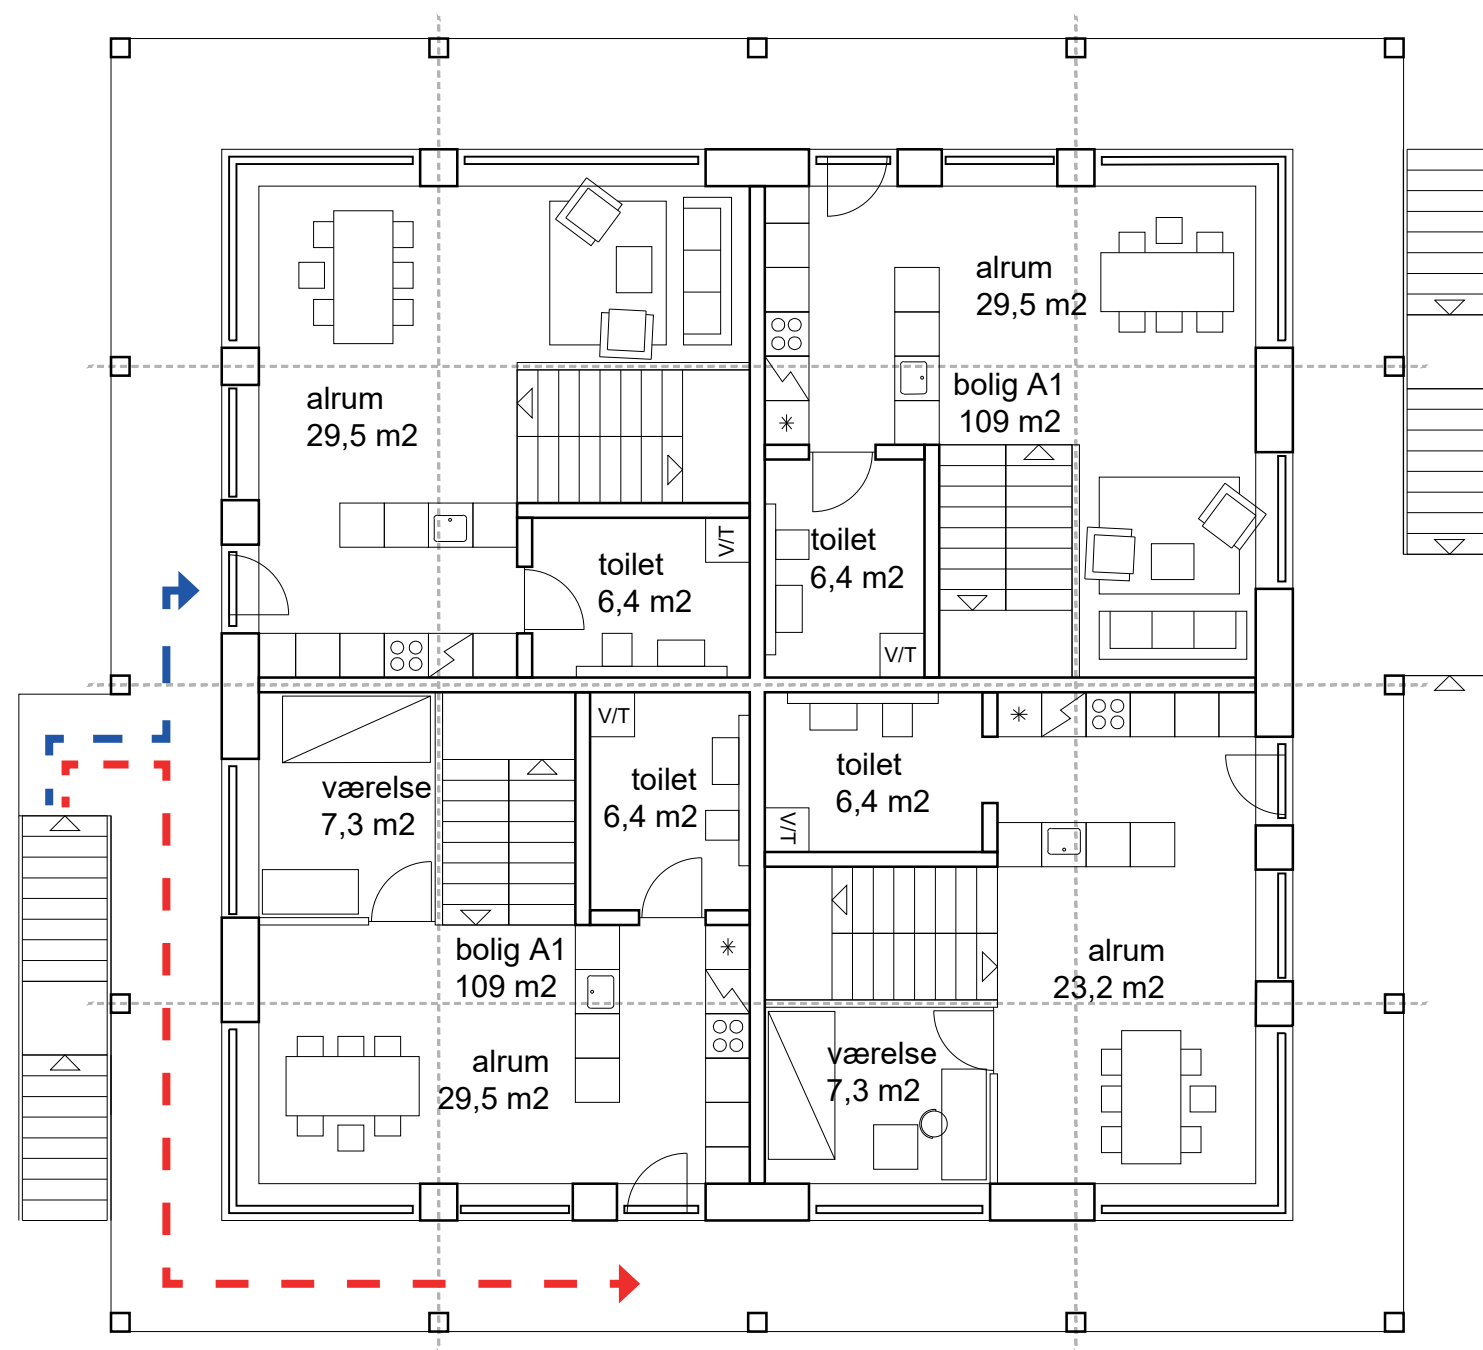 alrum
29,5 m2
bolig A1
109 m2
alrum
29,5 m2
toilet
6,4 m2
V/T
toilet
6,4 m2
V/T
værelse
7,3 m2
V/T
toilet
6,4 m2
toilet
6,4 m2
V/T
bolig A1
109 m2
alrum
29,5 m2
alrum
23,2 m2
værelse
7,3 m2